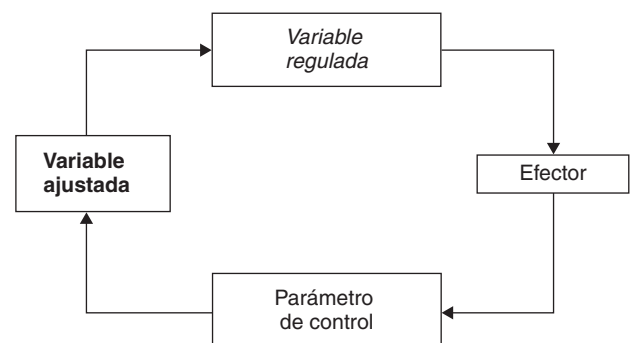 Variable
regulada
Variable
ajustada
Efector
Parámetro
de control